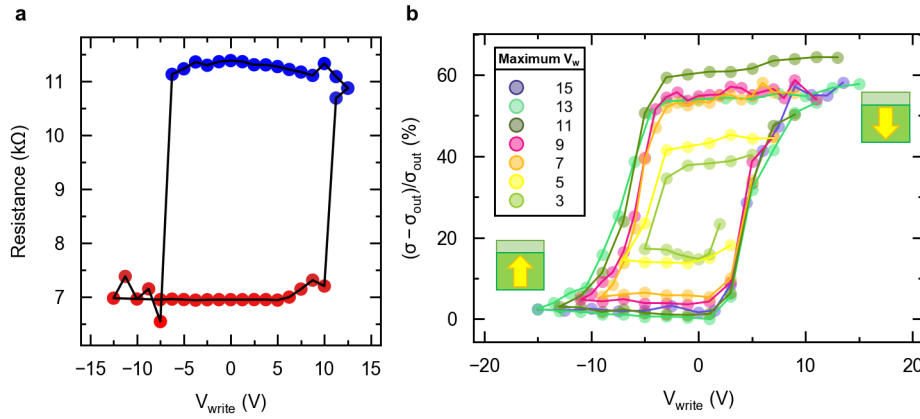 a
Resistance (kΩ)
11
10
9
8
7
6
−15 −10 −5 0 5 10 15
V_write (V)
b
(σ- σ_out)/σ_out (%)
60
40
20
0
Maximum V_w
15
13
11
9
7
5
3
−20 −10 0 10 20
V_write (V)